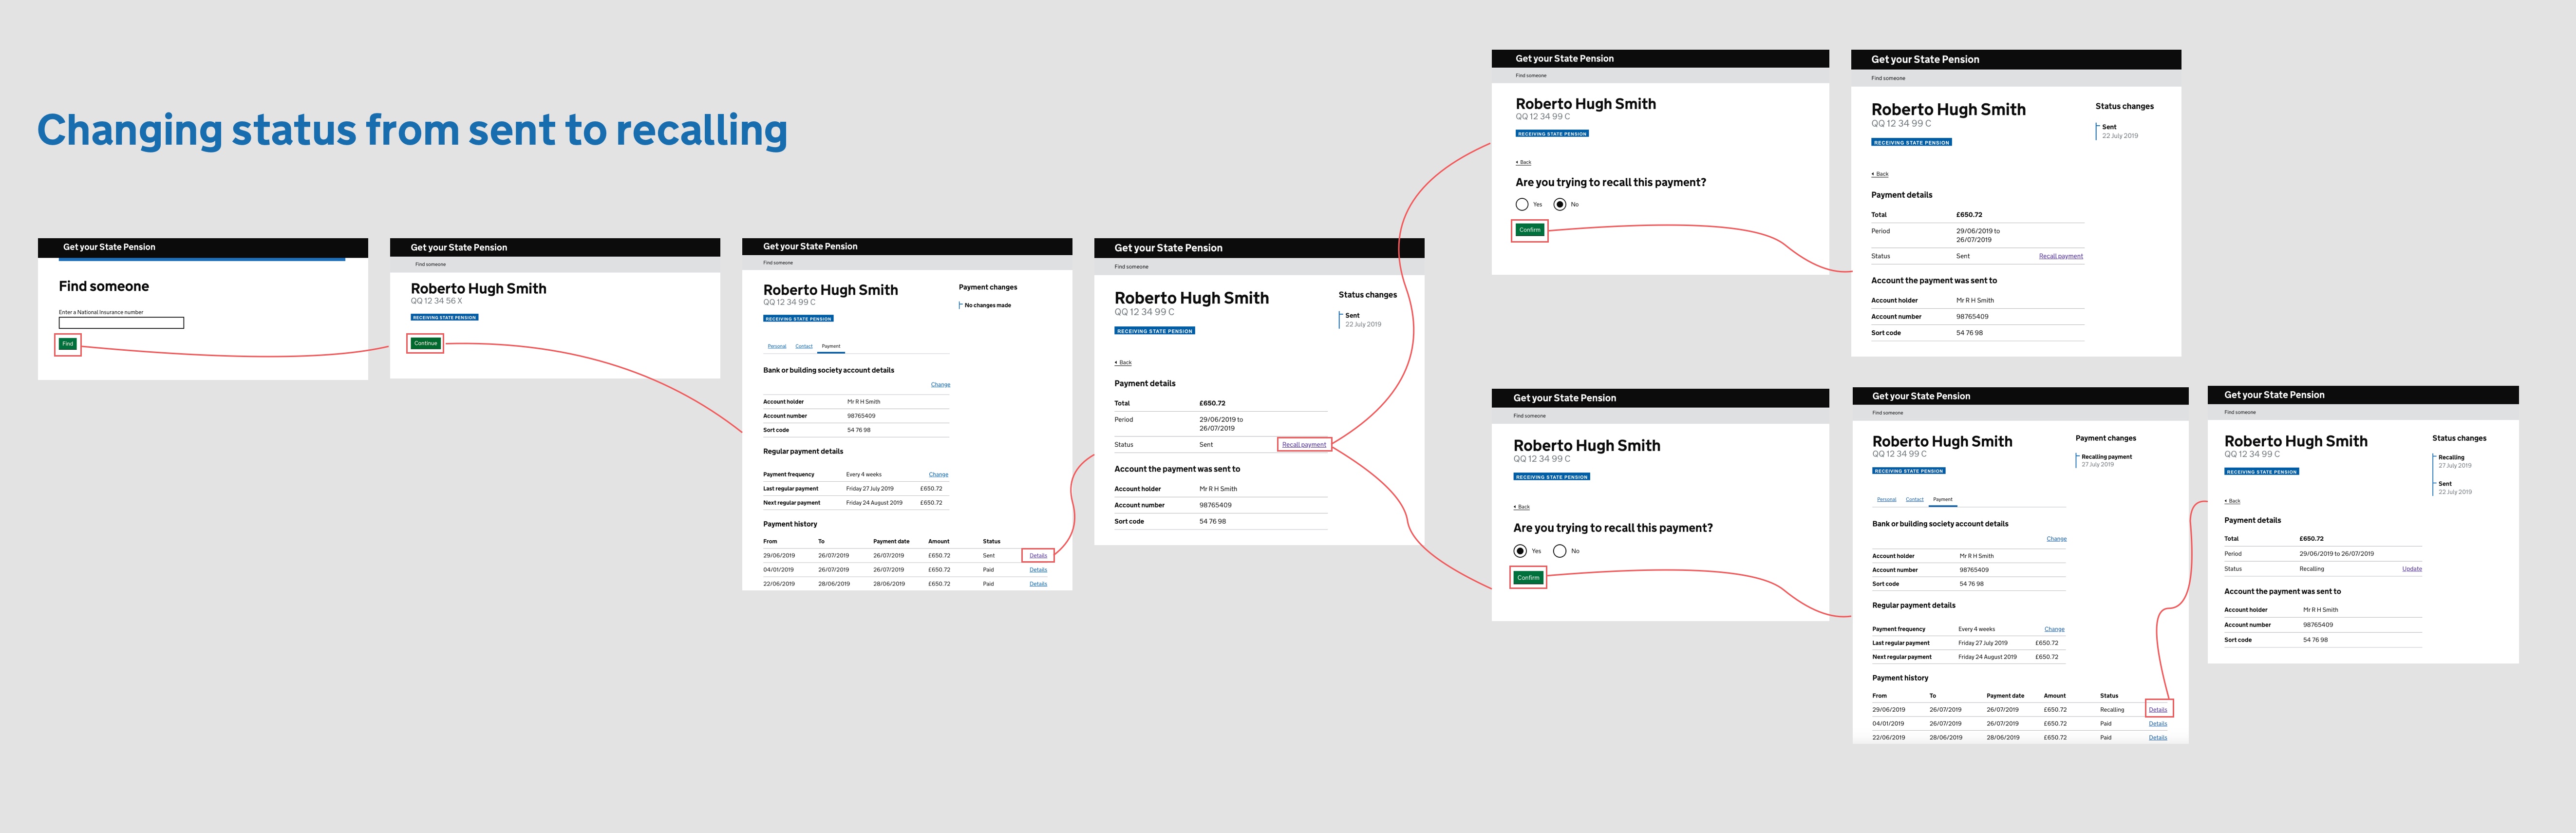 Changing status from sent to recalling
Get your State Pension
Find someone
Enter a National Insurance number
Find
Get your State Pension
Find someone
Roberto Hugh Smith
QQ 12 34 56 X
RECEIVING STATE PENSION
Continue
Get your State Pension
Find someone
Roberto Hugh Smith
QQ 12 34 99 C
RECEIVING STATE PENSION
Payment changes
No changes made
Personal Contact Payment
Bank or building society account details
Change
Account holder Mr R H Smith
Account number 98765409
Sort code 54 76 98
Regular payment details
Payment frequency Every 4 weeks Change
Last regular payment Friday 27 July 2019 £650.72
Next regular payment Friday 24 August 2019 £650.72
Payment history
From To Payment date Amount Status
29/06/2019 26/07/2019 26/07/2019 £650.72 Sent Details
04/01/2019 26/07/2019 26/07/2019 £650.72 Paid Details
22/06/2019 28/06/2019 28/06/2019 £650.72 Paid Details
Get your State Pension
Find someone
Roberto Hugh Smith
QQ 12 34 99 C
RECEIVING STATE PENSION
Status changes
Sent
22 July 2019
Back
Payment details
Total £650.72
Period 29/06/2019 to
26/07/2019
Status Sent Recall payment
Account the payment was sent to
Account holder Mr R H Smith
Account number 98765409
Sort code 54 76 98
Get your State Pension
Find someone
Roberto Hugh Smith
QQ 12 34 99 C
RECEIVING STATE PENSION
Back
Are you trying to recall this payment?
Yes No
Confirm
Get your State Pension
Find someone
Roberto Hugh Smith
QQ 12 34 99 C
RECEIVING STATE PENSION
Status changes
Sent
22 July 2019
Back
Payment details
Total £650.72
Period 29/06/2019 to
26/07/2019
Status Sent Recall payment
Account the payment was sent to
Account holder Mr R H Smith
Account number 98765409
Sort code 54 76 98
Get your State Pension
Find someone
Roberto Hugh Smith
QQ 12 34 99 C
RECEIVING STATE PENSION
Back
Are you trying to recall this payment?
Yes No
Confirm
Get your State Pension
Find someone
Roberto Hugh Smith
QQ 12 34 99 C
RECEIVING STATE PENSION
Payment changes
Recalling payment
27 July 2019
Personal Contact Payment
Bank or building society account details
Change
Account holder Mr R H Smith
Account number 98765409
Sort code 54 76 98
Regular payment details
Payment frequency Every 4 weeks Change
Last regular payment Friday 27 July 2019 £650.72
Next regular payment Friday 24 August 2019 £650.72
Payment history
From To Payment date Amount Status
29/06/2019 26/07/2019 26/07/2019 £650.72 Recalling Details
04/01/2019 26/07/2019 26/07/2019 £650.72 Paid Details
22/06/2019 28/06/2019 28/06/2019 £650.72 Paid Details
Get your State Pension
Find someone
Roberto Hugh Smith
QQ 12 34 99 C
RECEIVING STATE PENSION
Status changes
Recalling
27 July 2019
Sent
22 July 2019
Back
Payment details
Total £650.72
Period 29/06/2019 to 26/07/2019
Status Recalling Update
Account the payment was sent to
Account holder Mr R H Smith
Account number 98765409
Sort code 54 76 98